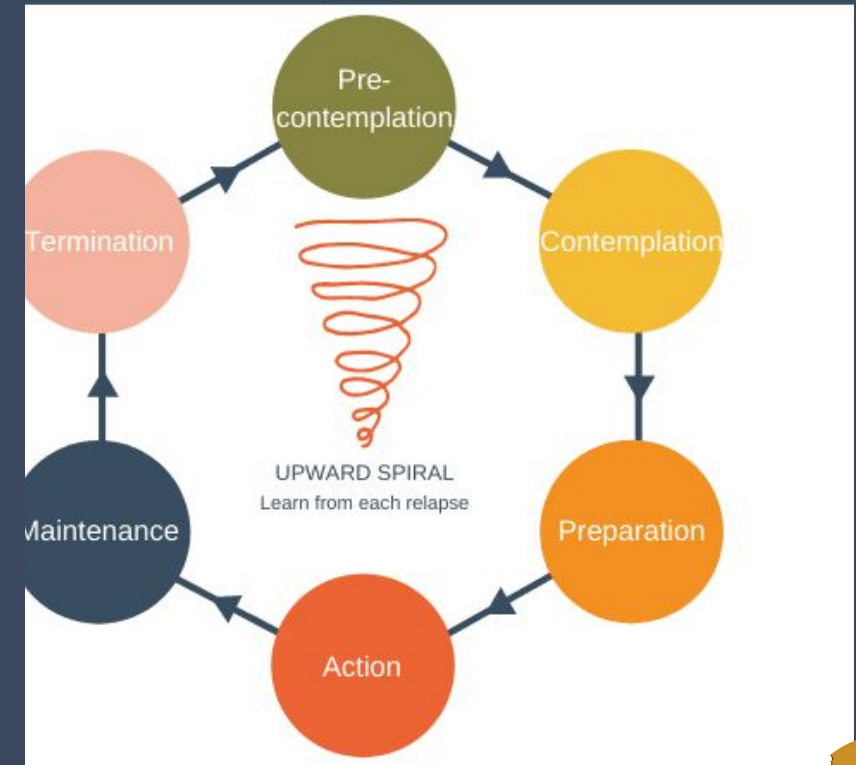 Pre-
contemplation
Contemplation
Preparation
Action
Maintenance
Termination
UPWARD SPIRAL
Learn from each relapse